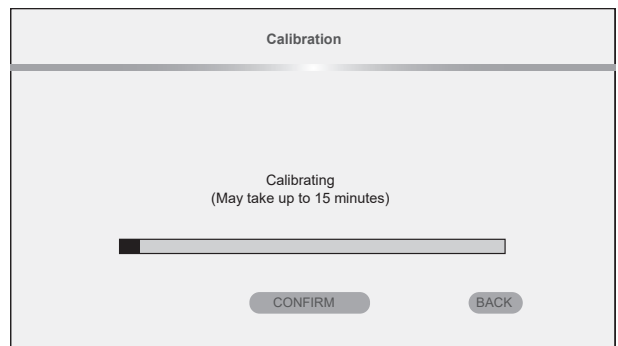 Calibration
Calibrating
(May take up to 15 minutes)
CONFIRM
BACK